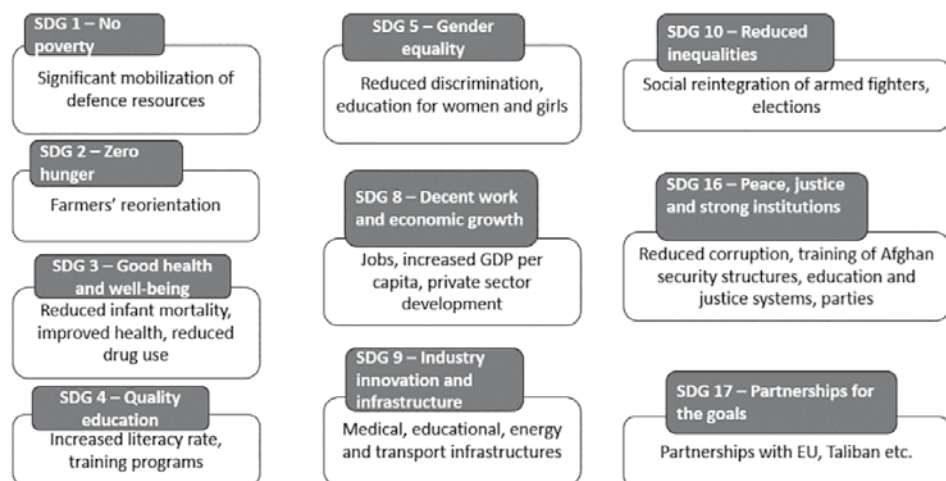 SDG 1 – No
poverty
Significant mobilization of
defence resources
SDG 2 – Zero
hunger
Farmers’ reorientation
SDG 3 – Good health
and well-being
Reduced infant mortality,
improved health, reduced
drug use
SDG 4 – Quality
education
Increased literacy rate,
training programs
SDG 5 – Gender
equality
Reduced discrimination,
education for women and girls
SDG 8 – Decent work
and economic growth
Jobs, increased GDP per
capita, private sector
development
SDG 9 – Industry
innovation and
infrastructure
Medical, educational, energy
and transport infrastructures
SDG 10 – Reduced
inequalities
Social reintegration of armed fighters,
elections
SDG 16 – Peace, justice
and strong institutions
Reduced corruption, training of Afghan
security structures, education and
justice systems, parties
SDG 17 – Partnerships for
the goals
Partnerships with EU, Taliban etc.